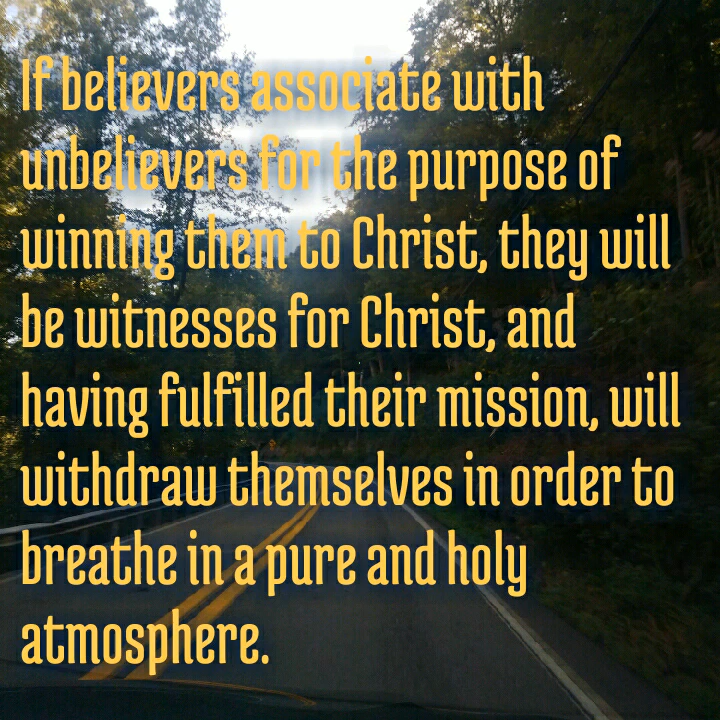 If believers associate with
unbelievers for the purpose of
winning them to Christ, they will
be witnesses for Christ, and
having fulfilled their mission, will
withdraw themselves in order to
breathe in a pure and holy
atmosphere.